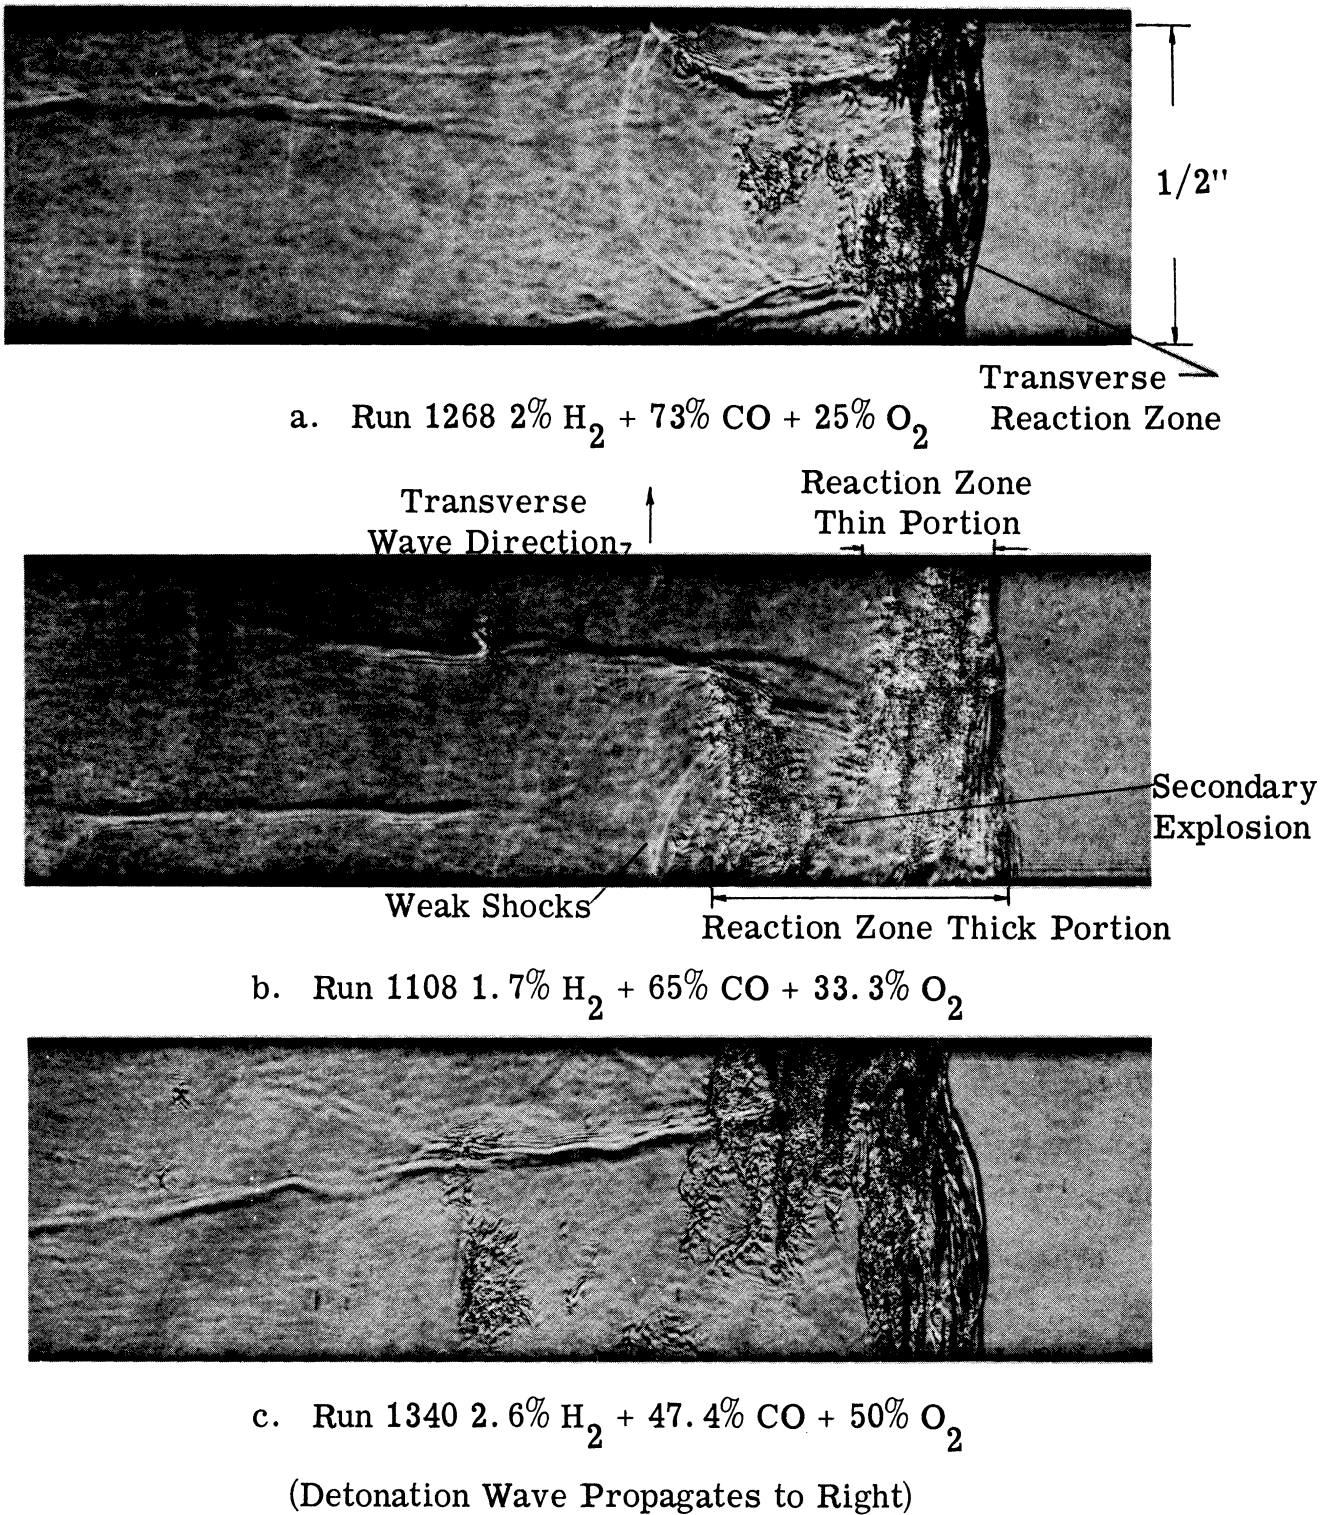 1/2"
Transverse
Reaction Zone
a. Run 1268 2% H2 + 73% CO + 25% O2
Transverse
Wave Direction
Reaction Zone
Thin Portion
Secondary
Explosion
Weak Shocks
Reaction Zone Thick Portion
b. Run 1108 1.7% H2 + 65% CO + 33.3% O2
c. Run 1340 2.6% H2 + 47.4% CO + 50% O2
(Detonation Wave Propagates to Right)